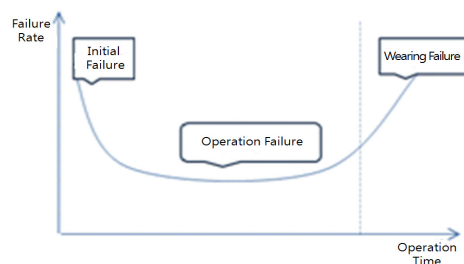 Failure
Rate
Initial
Failure
Wearing Failure
Operation Failure
Operation
Time